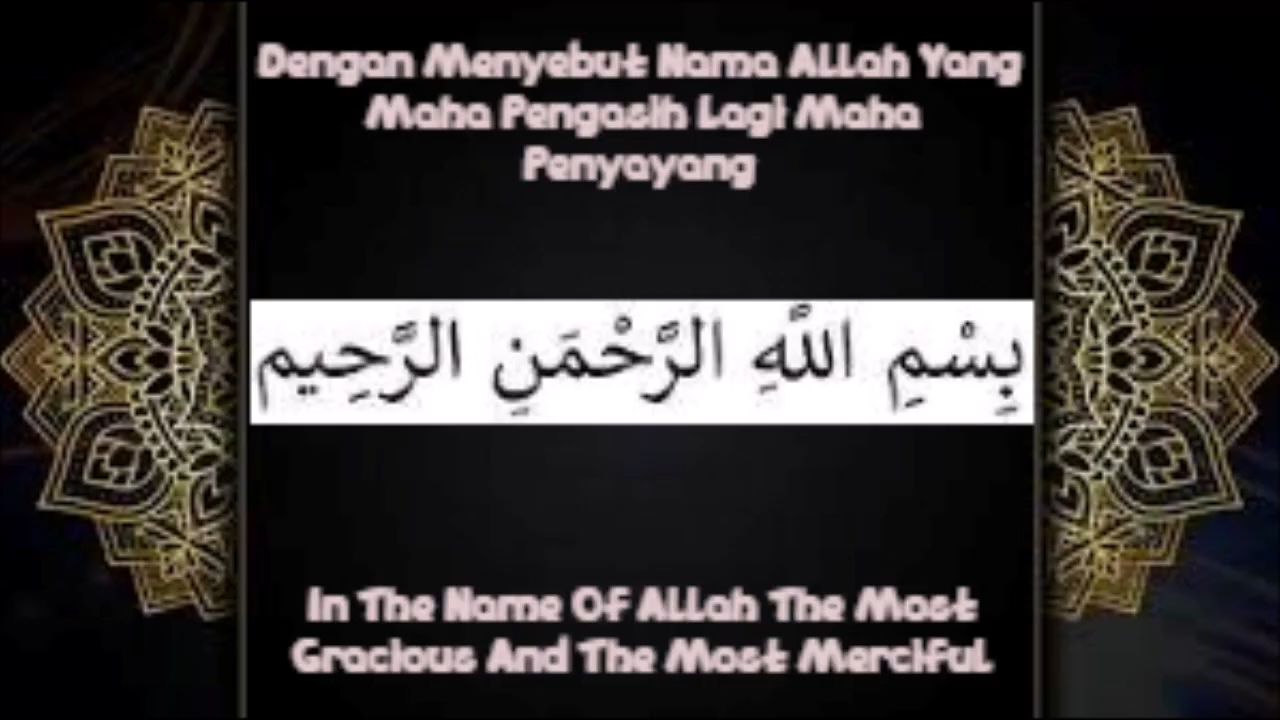 Dengan Menyebut Nama ALLah Yang
Maha Pengasih Lagi Maha
Penyayang
بِسْمِ اللَّهِ الرَّحْمَنِ الرَّحِيم
In The Name Of ALLah The Most
Gracious And The Most MercifuL